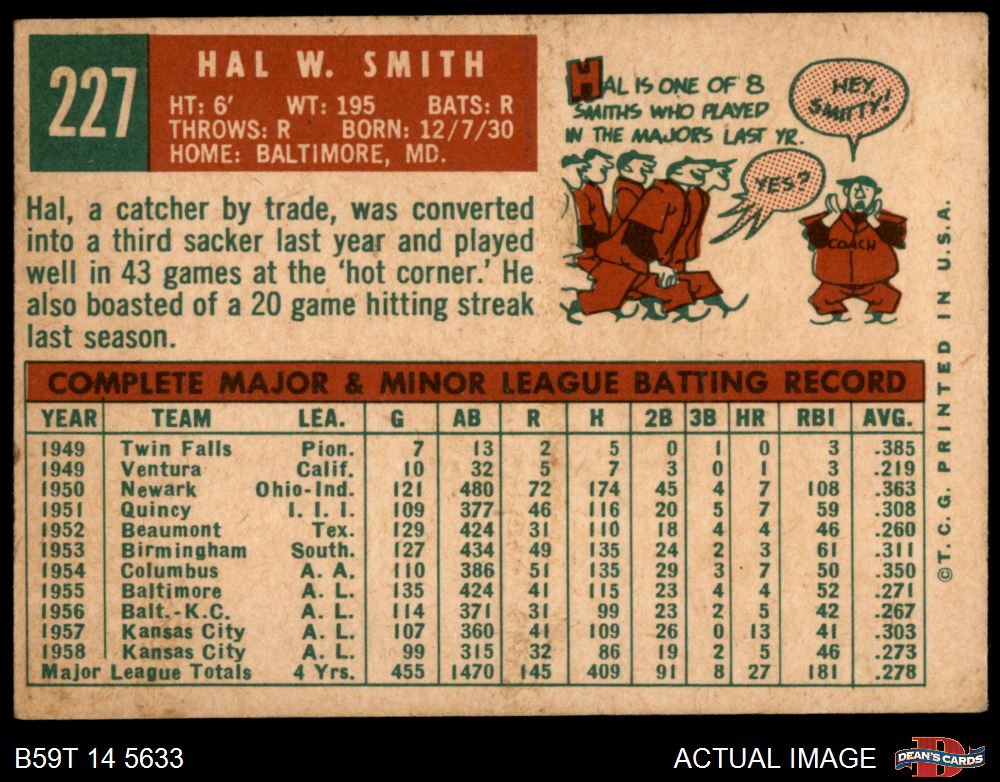 227
HAL W. SMITH
HT: 6' WT: 195 BATS: R
THROWS: R BORN: 12/7/30
HOME: BALTIMORE, MD.
HAL IS ONE OF 8
SMITHS WHO PLAYED
IN THE MAJORS LAST YR.
HEY, SMITTY!
YES?
COACH
Hal, a catcher by trade, was converted
into a third sacker last year and played
well in 43 games at the 'hot corner.' He
also boasted of a 20 game hitting streak
last season.
COMPLETE MAJOR & MINOR LEAGUE BATTING RECORD
YEAR TEAM LEA. G AB R H 2B 3B HR RBI AVG.
1949 Twin Falls Pion. 7 13 2 5 0 1 0 3 .385
1949 Ventura Calif. 10 32 5 7 3 0 1 3 .219
1950 Newark Ohio-Ind. 121 480 72 174 45 4 7 108 .363
1951 Quincy I. I. I. 109 377 46 116 20 5 7 59 .308
1952 Beaumont Tex. 129 424 31 110 18 4 4 46 .260
1953 Birmingham South. 127 434 49 135 24 2 3 61 .311
1954 Columbus A. A. 110 386 51 135 29 3 7 50 .350
1955 Baltimore A. L. 135 424 41 115 23 4 4 52 .271
1956 Balt.-K.C. A. L. 114 371 31 99 23 2 5 42 .267
1957 Kansas City A. L. 107 360 41 109 26 0 13 41 .303
1958 Kansas City A. L. 99 315 32 86 19 2 5 46 .273
Major League Totals 4 Yrs. 455 1470 145 409 91 8 27 181 .278
©T. C. G. PRINTED IN U.S.A.
B59T 14 5633
ACTUAL IMAGE
D
DEAN'S CARDS